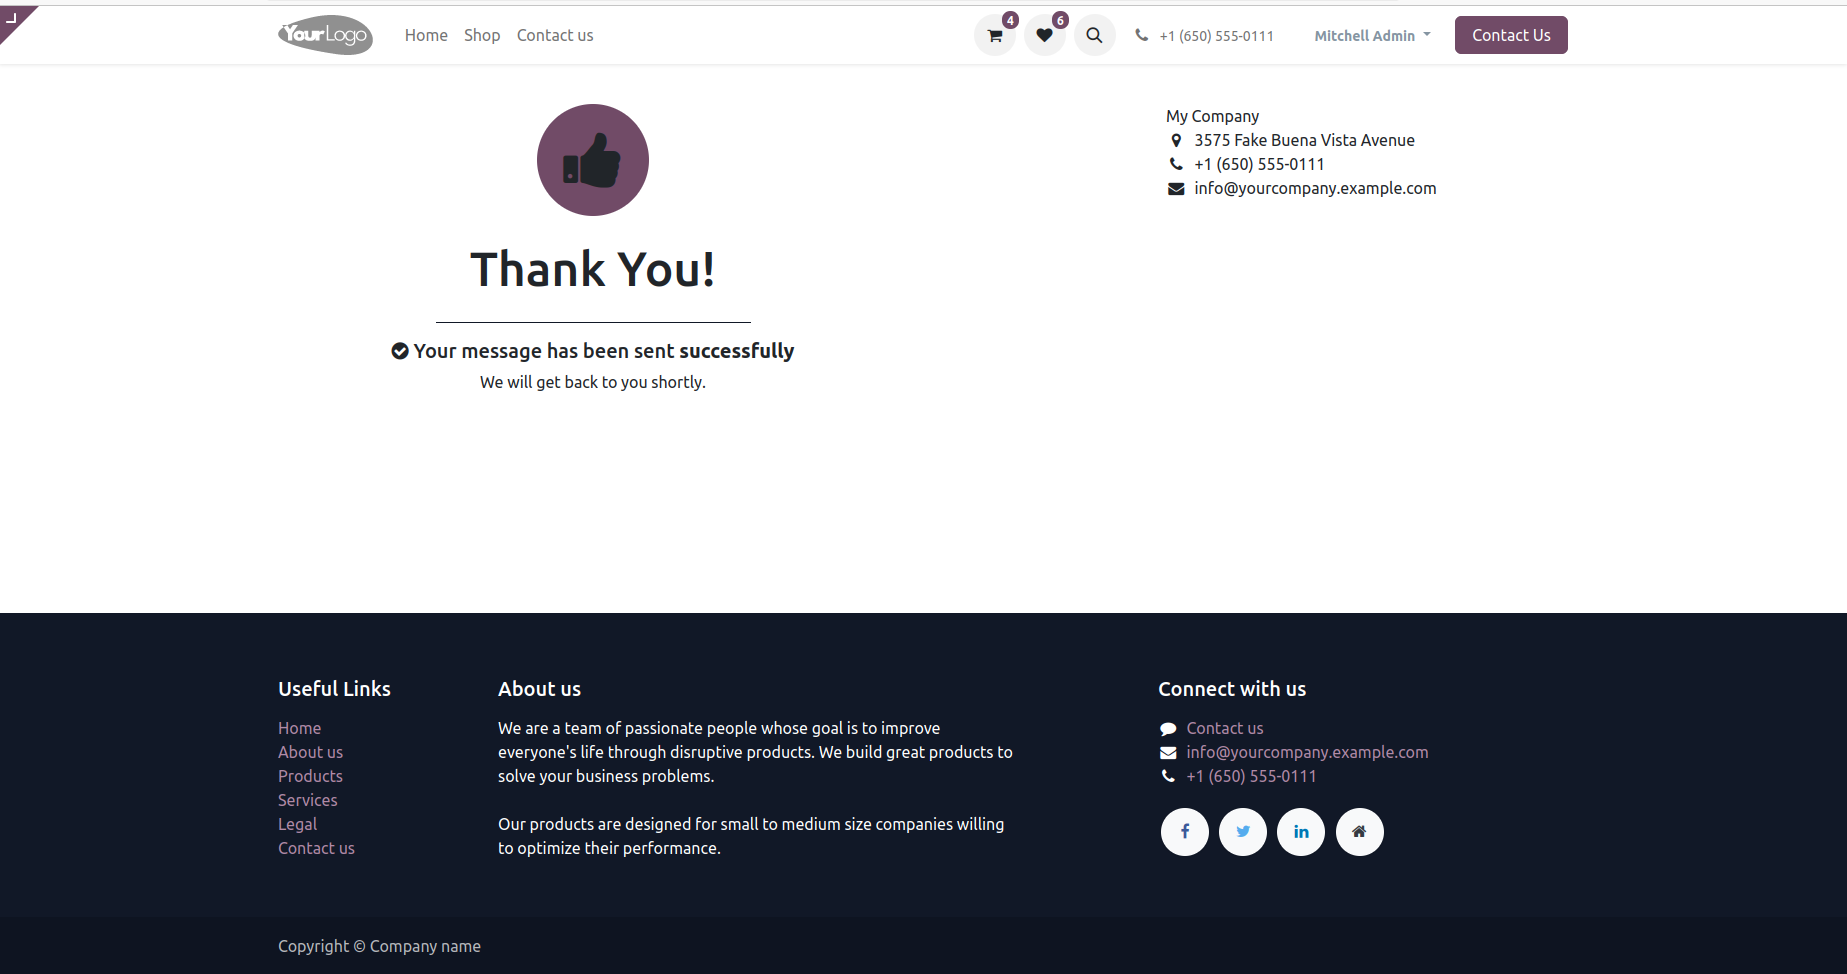 YourLogo
Home Shop Contact us
4
6
+1 (650) 555-0111
Mitchell Admin
Contact Us
Thank You!
Your message has been sent successfully
We will get back to you shortly.
My Company
3575 Fake Buena Vista Avenue
+1 (650) 555-0111
info@yourcompany.example.com
Useful Links
Home
About us
Products
Services
Legal
Contact us
About us
We are a team of passionate people whose goal is to improve
everyone's life through disruptive products. We build great products to
solve your business problems.
Our products are designed for small to medium size companies willing
to optimize their performance.
Connect with us
Contact us
info@yourcompany.example.com
+1 (650) 555-0111
Copyright © Company name